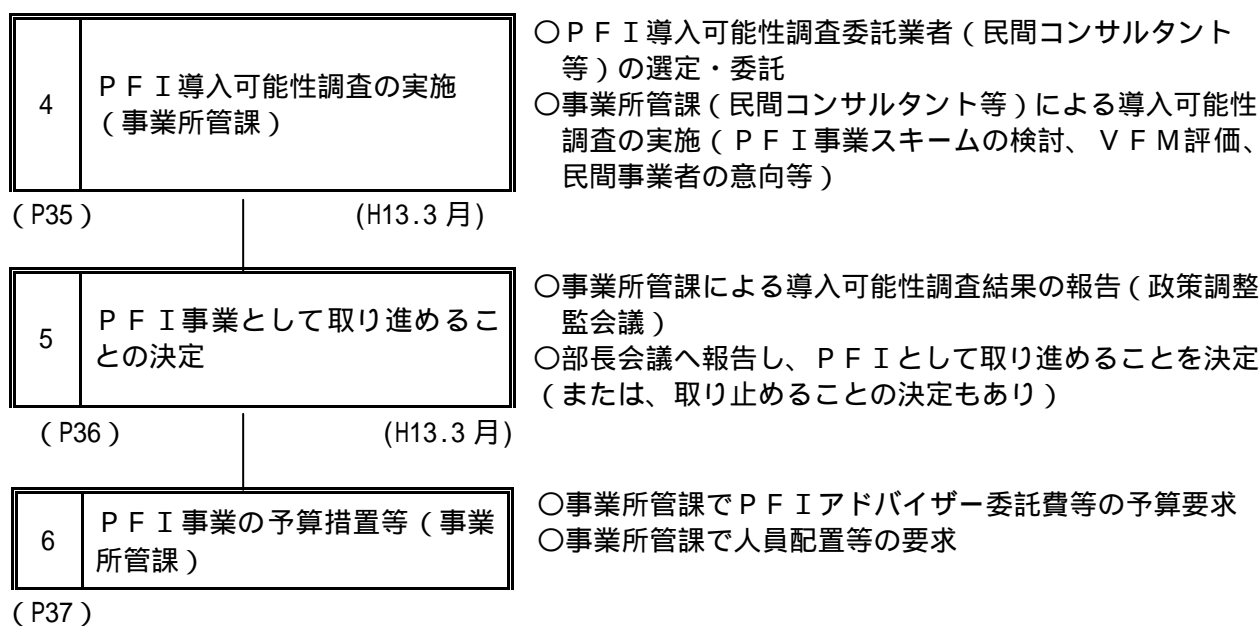 4
ＰＦＩ導入可能性調査の実施
（事業所管課）
○ＰＦＩ導入可能性調査委託業者（民間コンサルタント
等）の選定・委託
○事業所管課（民間コンサルタント等）による導入可能性
調査の実施（ＰＦＩ事業スキームの検討、ＶＦＭ評価、
民間事業者の意向等）
（P35） (H13.3 月)
5
ＰＦＩ事業として取り進めるこ
との決定
○事業所管課による導入可能性調査結果の報告（政策調整
監会議）
○部長会議へ報告し、ＰＦＩとして取り進めることを決定
（または、取り止めることの決定もあり）
（P36） (H13.3 月)
6
ＰＦＩ事業の予算措置等（事業
所管課）
○事業所管課でＰＦＩアドバイザー委託費等の予算要求
○事業所管課で人員配置等の要求
（P37）